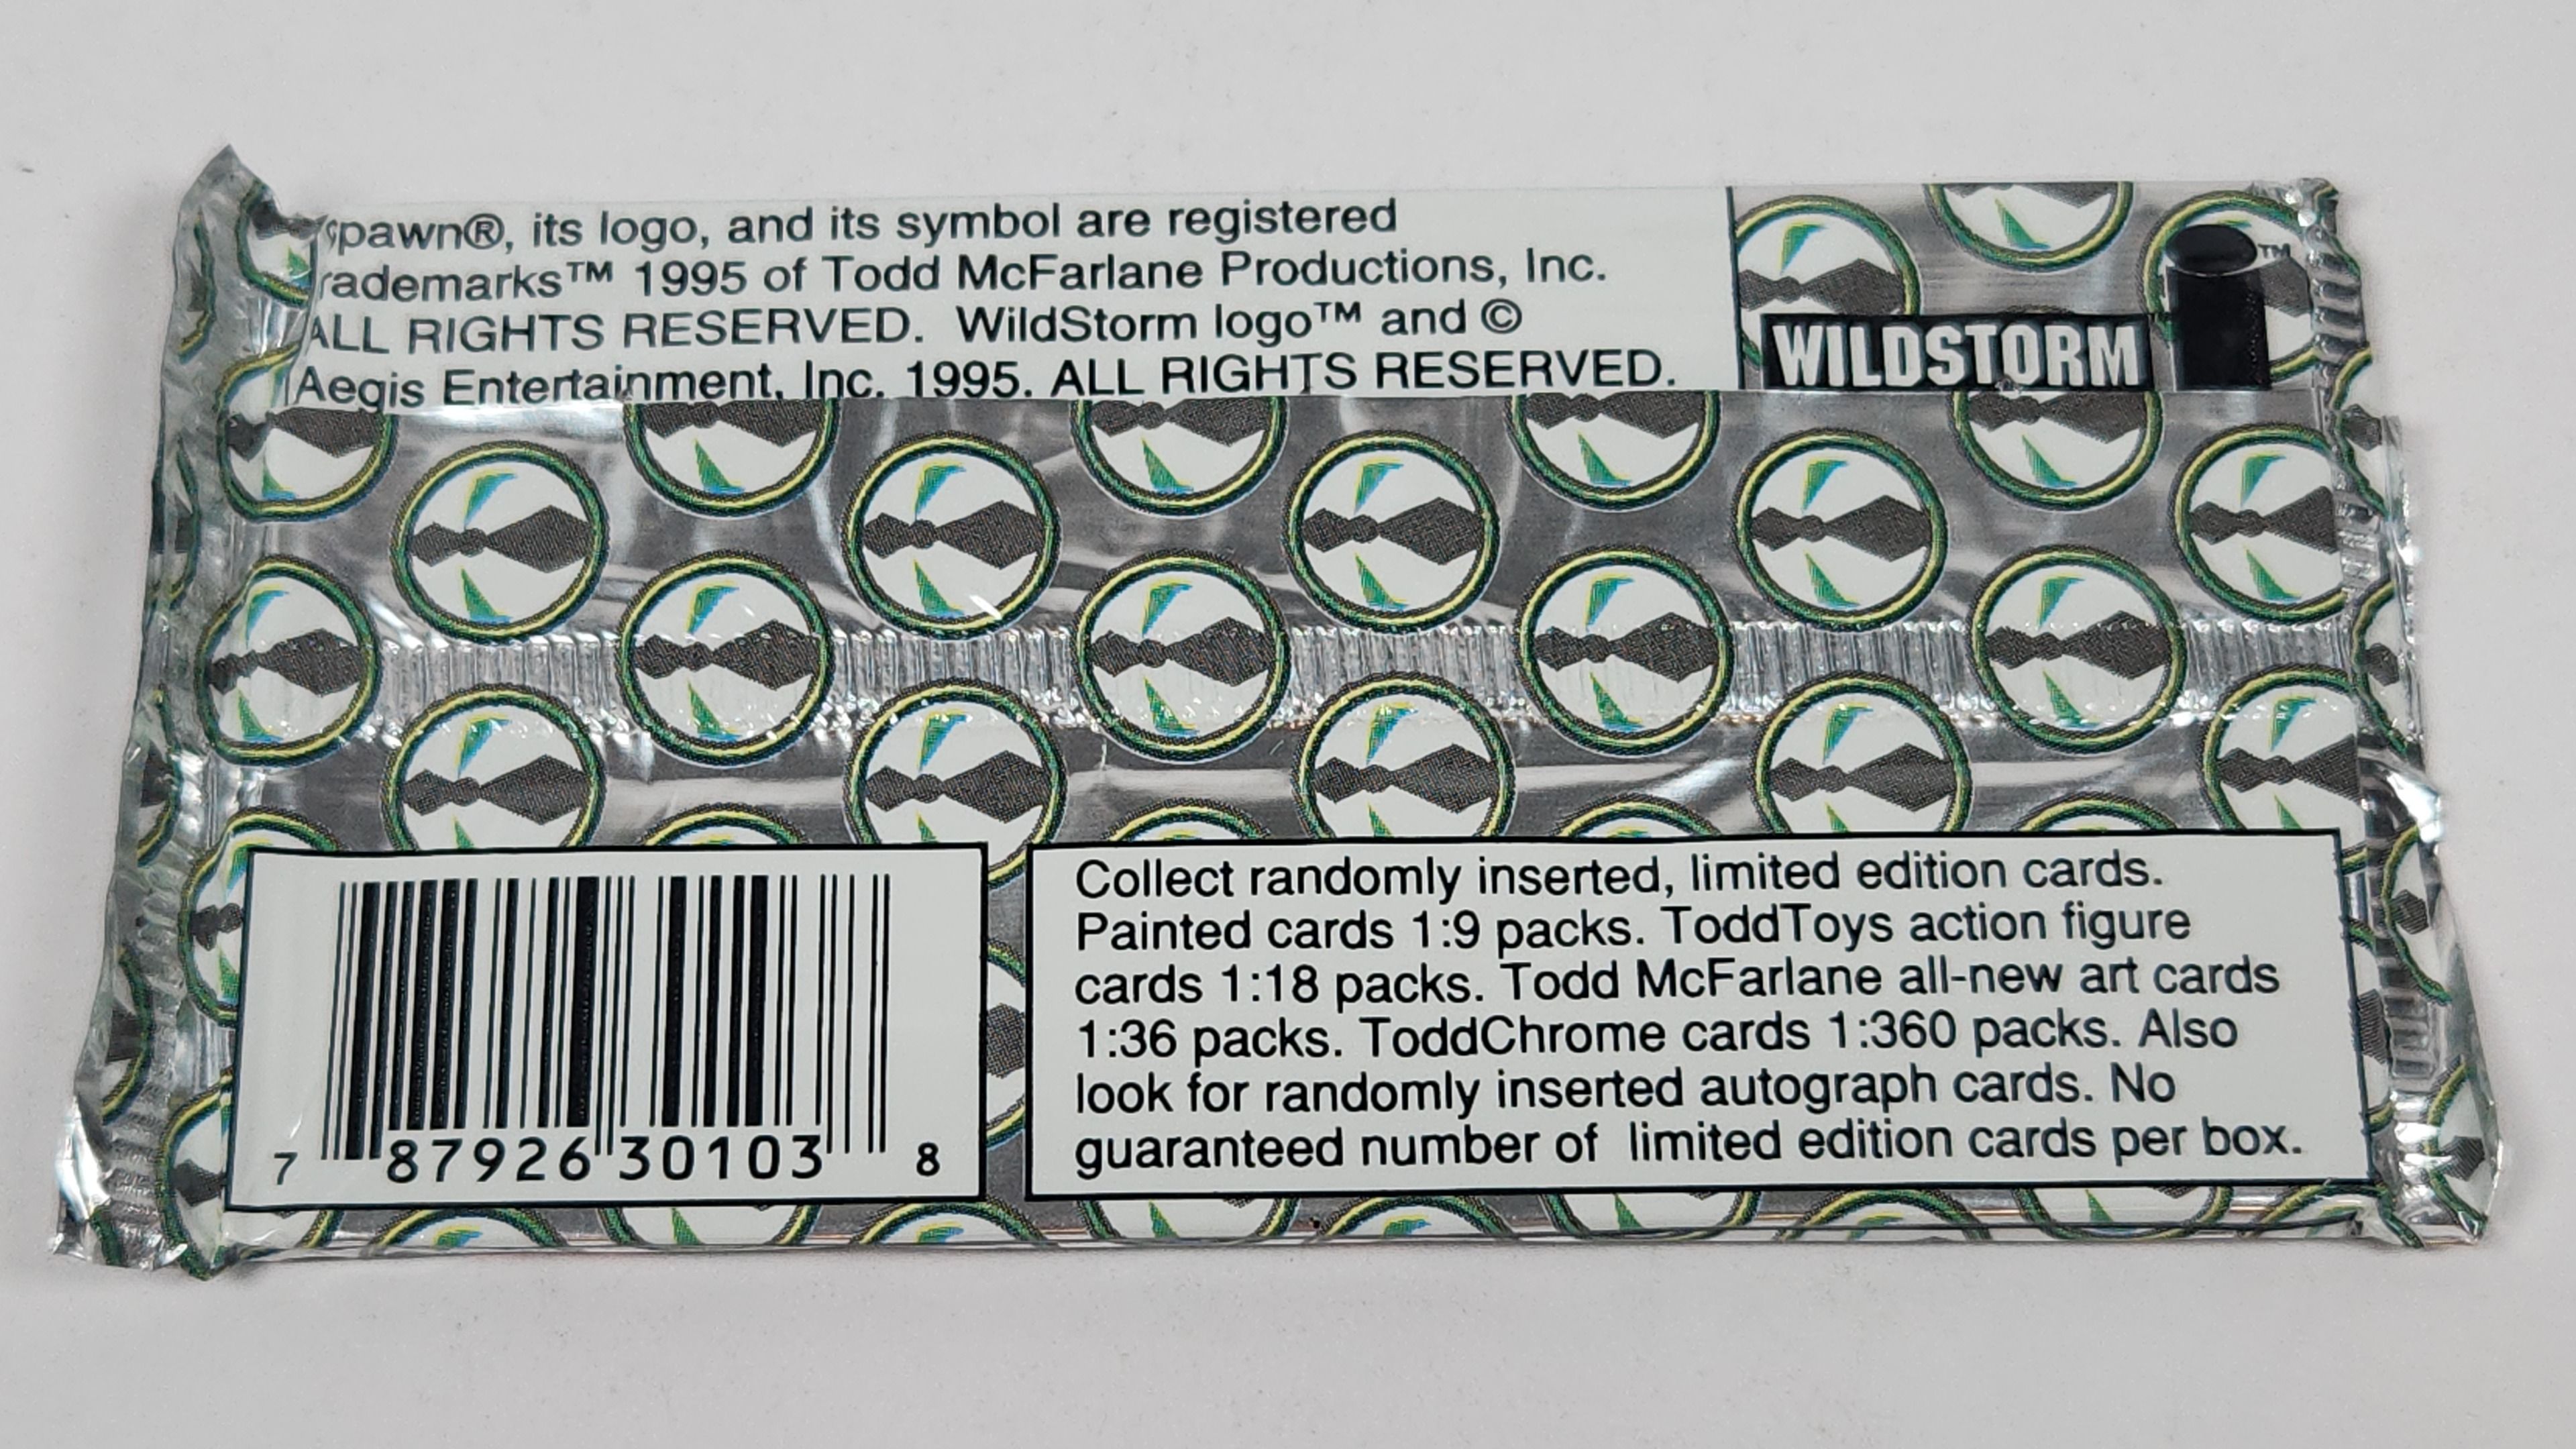 spawn®, its logo, and its symbol are registered
rademarks™ 1995 of Todd McFarlane Productions, Inc.
ALL RIGHTS RESERVED. WildStorm logo™ and ©
Aegis Entertainment, Inc. 1995. ALL RIGHTS RESERVED.
WILDSTORM
i™
Collect randomly inserted, limited edition cards.
Painted cards 1:9 packs. ToddToys action figure
cards 1:18 packs. Todd McFarlane all-new art cards
1:36 packs. ToddChrome cards 1:360 packs. Also
look for randomly inserted autograph cards. No
guaranteed number of limited edition cards per box.
7 87926 30103 8